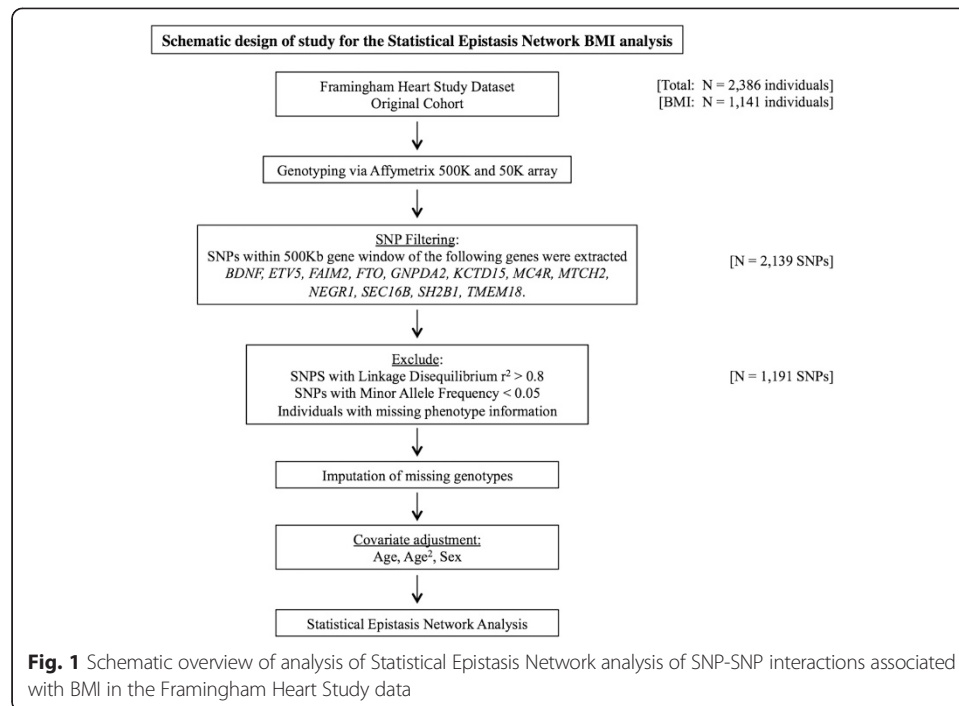 Schematic design of study for the Statistical Epistasis Network BMI analysis
Framingham Heart Study Dataset
Original Cohort
[Total: N = 2,386 individuals]
[BMI: N = 1,141 individuals]
Genotyping via Affymetrix 500K and 50K array
SNP Filtering:
SNPs within 500Kb gene window of the following genes were extracted
BDNF, ETV5, FAIM2, FTO, GNPDA2, KCTD15, MC4R, MTCH2,
NEGR1, SEC16B, SH2B1, TMEM18.
[N = 2,139 SNPs]
Exclude:
SNPS with Linkage Disequilibrium r² > 0.8
SNPs with Minor Allele Frequency < 0.05
Individuals with missing phenotype information
[N = 1,191 SNPs]
Imputation of missing genotypes
Covariate adjustment:
Age, Age², Sex
Statistical Epistasis Network Analysis
Fig. 1 Schematic overview of analysis of Statistical Epistasis Network analysis of SNP-SNP interactions associated
with BMI in the Framingham Heart Study data